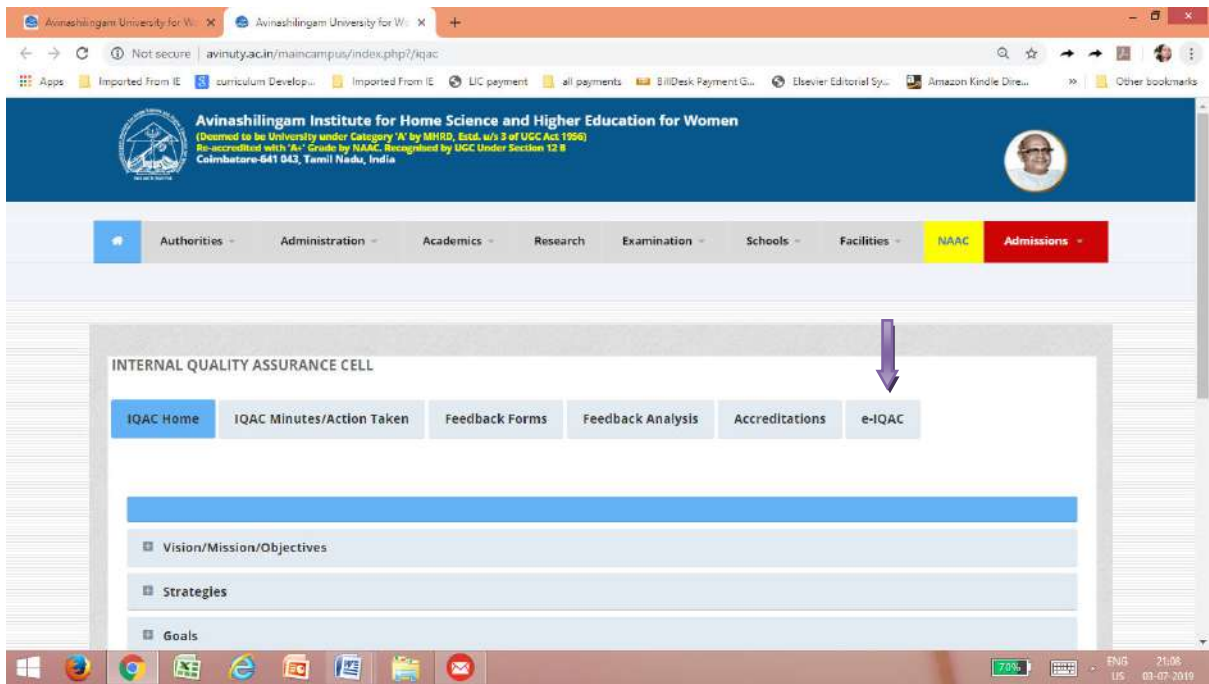 Avinashilingam University for W
Avinashilingam University for W
Not secure | avinuty.ac.in/maincampus/index.php?/iqac
Apps
Imported From IE
curriculum Develop...
Imported From IE
LIC payment
all payments
BillDesk Payment G...
Elsevier Editorial Sy...
Amazon Kindle Dire...
»
Other bookmarks
Avinashilingam Institute for Home Science and Higher Education for Women
(Deemed to be University under Category 'A' by MHRD, Estd. u/s 3 of UGC Act 1956)
Re-accredited with 'A+' Grade by NAAC. Recognised by UGC Under Section 12 B
Coimbatore-641 043, Tamil Nadu, India
Authorities
Administration
Academics
Research
Examination
Schools
Facilities
NAAC
Admissions
INTERNAL QUALITY ASSURANCE CELL
IQAC Home
IQAC Minutes/Action Taken
Feedback Forms
Feedback Analysis
Accreditations
e-IQAC
Vision/Mission/Objectives
Strategies
Goals
70%
ENG
US
21:08
03-07-2019